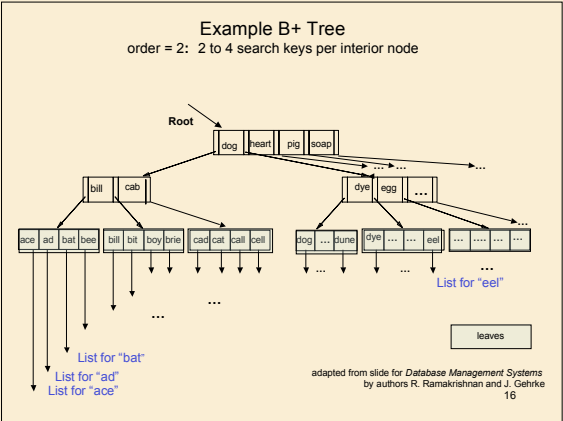 Example B+ Tree
order = 2: 2 to 4 search keys per interior node
Root
dog heart pig soap
... ... ...
bill cab
dye egg ...
...
ace ad bat bee
bill bit boy brie
cad cat call cell
dog ... dune
dye ... ... eel
... .... ... ...
... ... ...
List for "eel"
...
...
leaves
List for "bat"
List for "ad"
List for "ace"
adapted from slide for Database Management Systems
by authors R. Ramakrishnan and J. Gehrke
16